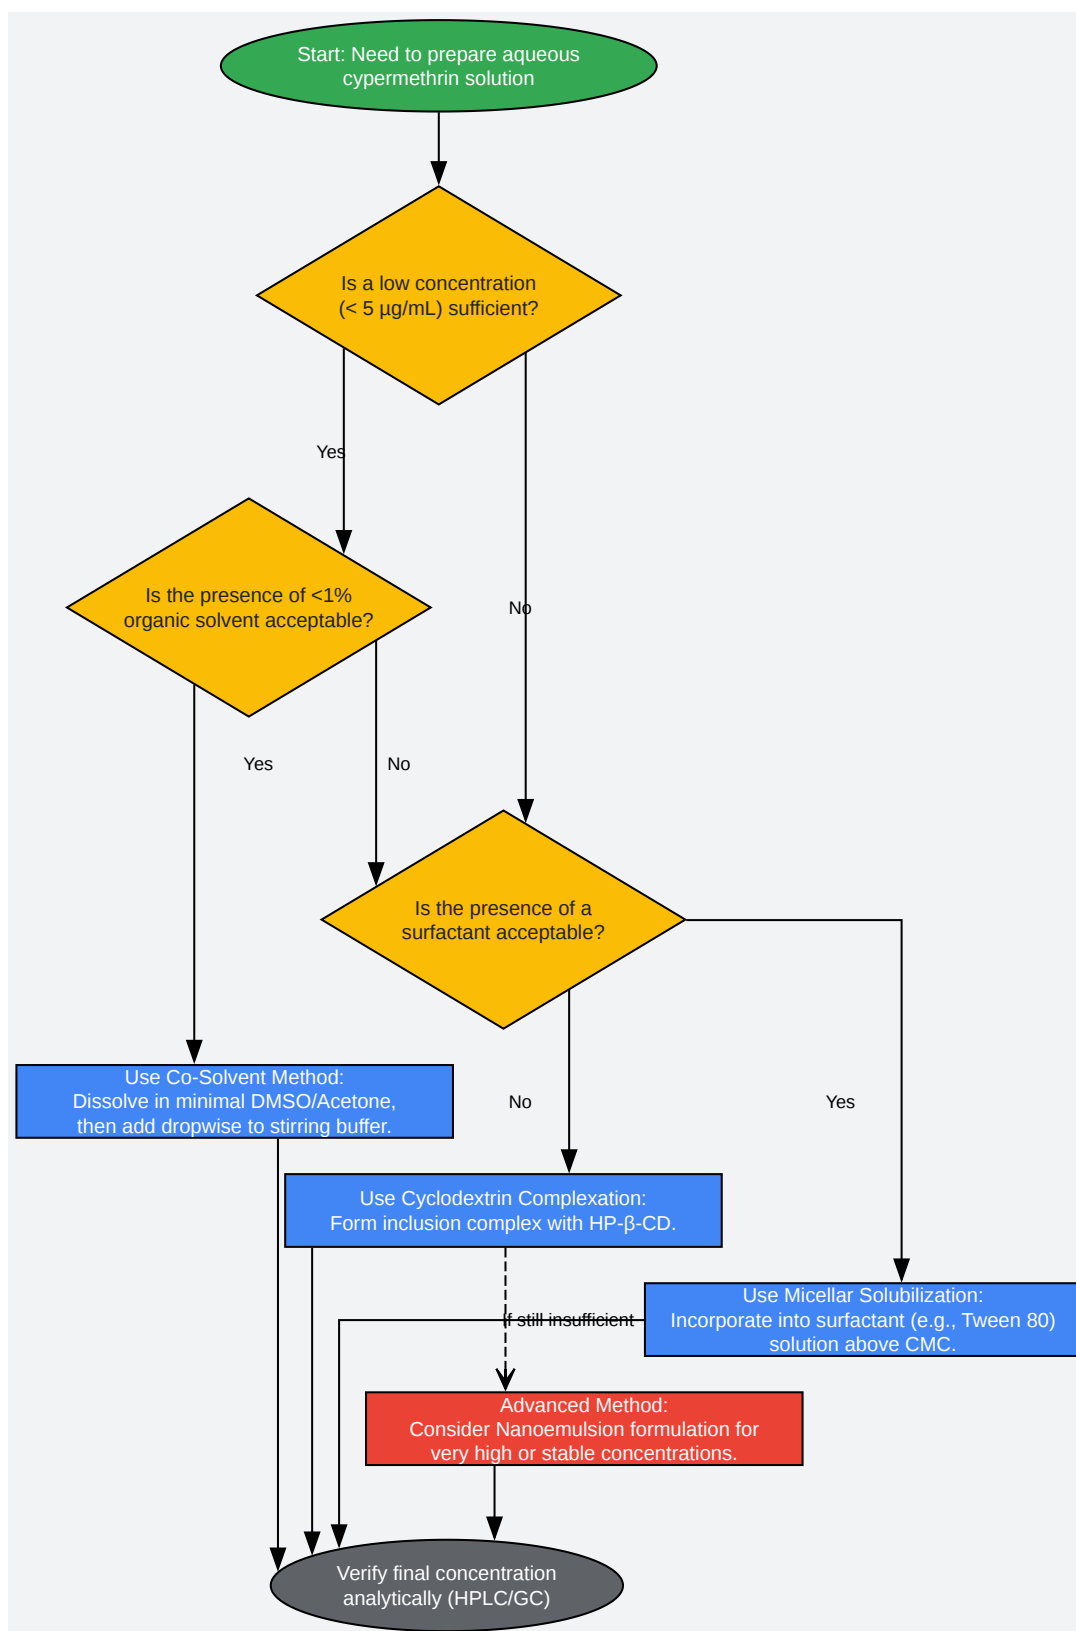 Start: Need to prepare aqueous
cypermethrin solution
Is a low concentration
(< 5 µg/mL) sufficient?
Yes
Is the presence of <1%
organic solvent acceptable?
No
Yes
No
Is the presence of a
surfactant acceptable?
Use Co-Solvent Method:
Dissolve in minimal DMSO/Acetone,
then add dropwise to stirring buffer.
No
Yes
Use Cyclodextrin Complexation:
Form inclusion complex with HP-β-CD.
Use Micellar Solubilization:
Incorporate into surfactant (e.g., Tween 80)
solution above CMC.
If still insufficient
Advanced Method:
Consider Nanoemulsion formulation for
very high or stable concentrations.
Verify final concentration
analytically (HPLC/GC)